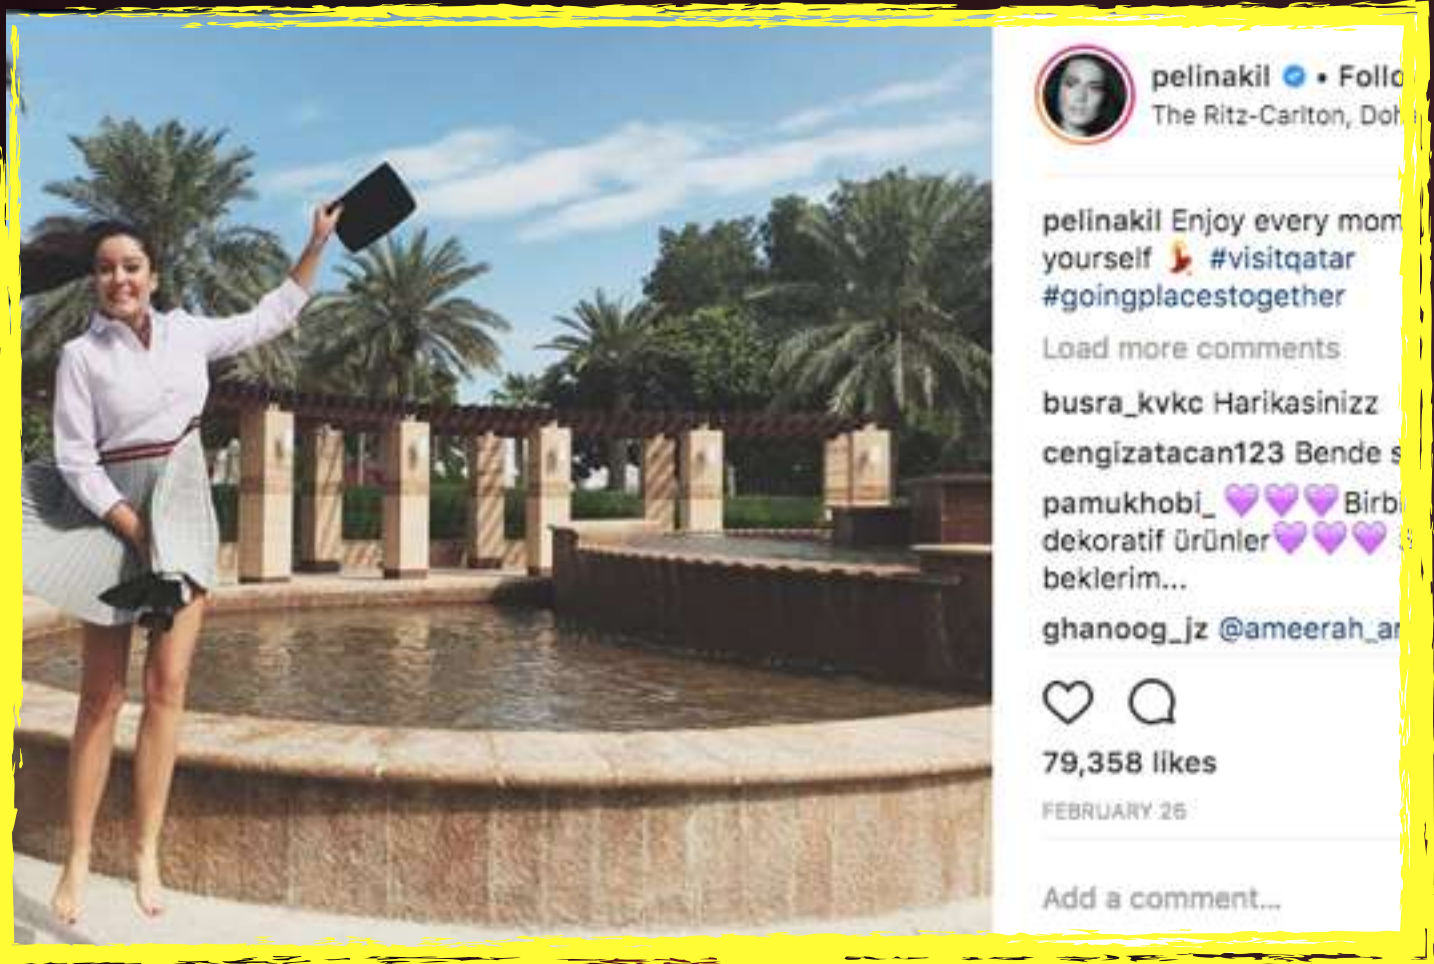 pelinakil • Follo
The Ritz-Carlton, Doh
pelinakil Enjoy every mom
yourself 💃 #visitqatar
#goingplacestogether
Load more comments
busra_kvkc Harikasinizz
cengizatacan123 Bende s
pamukhobi_ 💜💜💜Birbi
dekoratif ürünler💜💜💜
beklerim...
ghanoog_jz @ameerah_ar
79,358 likes
FEBRUARY 26
Add a comment...